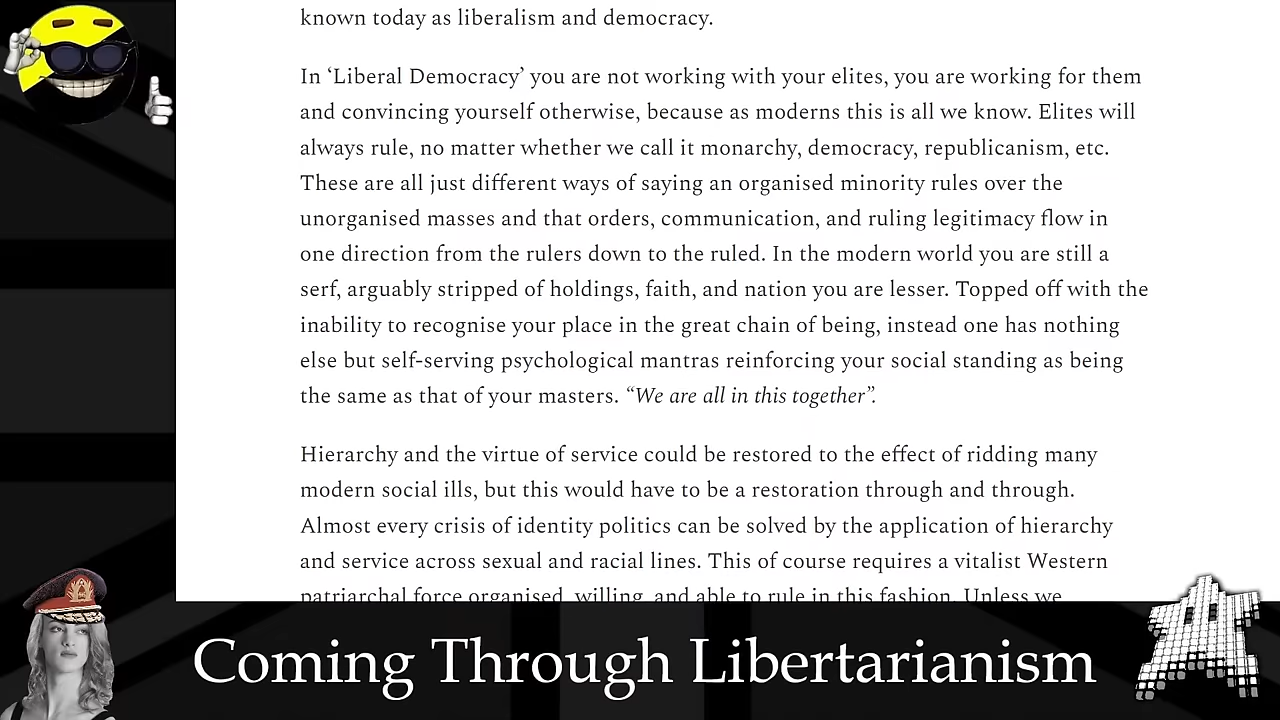 known today as liberalism and democracy.
In ‘Liberal Democracy’ you are not working with your elites, you are working for them
and convincing yourself otherwise, because as moderns this is all we know. Elites will
always rule, no matter whether we call it monarchy, democracy, republicanism, etc.
These are all just different ways of saying an organised minority rules over the
unorganised masses and that orders, communication, and ruling legitimacy flow in
one direction from the rulers down to the ruled. In the modern world you are still a
serf, arguably stripped of holdings, faith, and nation you are lesser. Topped off with the
inability to recognise your place in the great chain of being, instead one has nothing
else but self-serving psychological mantras reinforcing your social standing as being
the same as that of your masters. “We are all in this together”.
Hierarchy and the virtue of service could be restored to the effect of ridding many
modern social ills, but this would have to be a restoration through and through.
Almost every crisis of identity politics can be solved by the application of hierarchy
and service across sexual and racial lines. This of course requires a vitalist Western
patriarchal force organised, willing, and able to rule in this fashion. Unless we
Coming Through Libertarianism